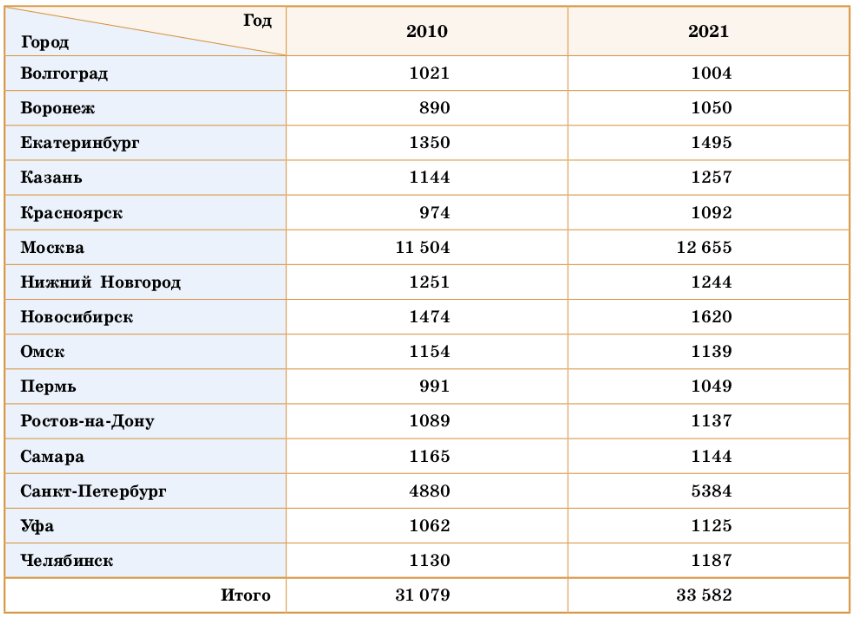 Год
Город 2010 2021
Волгоград 1021 1004
Воронеж 890 1050
Екатеринбург 1350 1495
Казань 1144 1257
Красноярск 974 1092
Москва 11 504 12 655
Нижний Новгород 1251 1244
Новосибирск 1474 1620
Омск 1154 1139
Пермь 991 1049
Ростов-на-Дону 1089 1137
Самара 1165 1144
Санкт-Петербург 4880 5384
Уфа 1062 1125
Челябинск 1130 1187
Итого 31 079 33 582